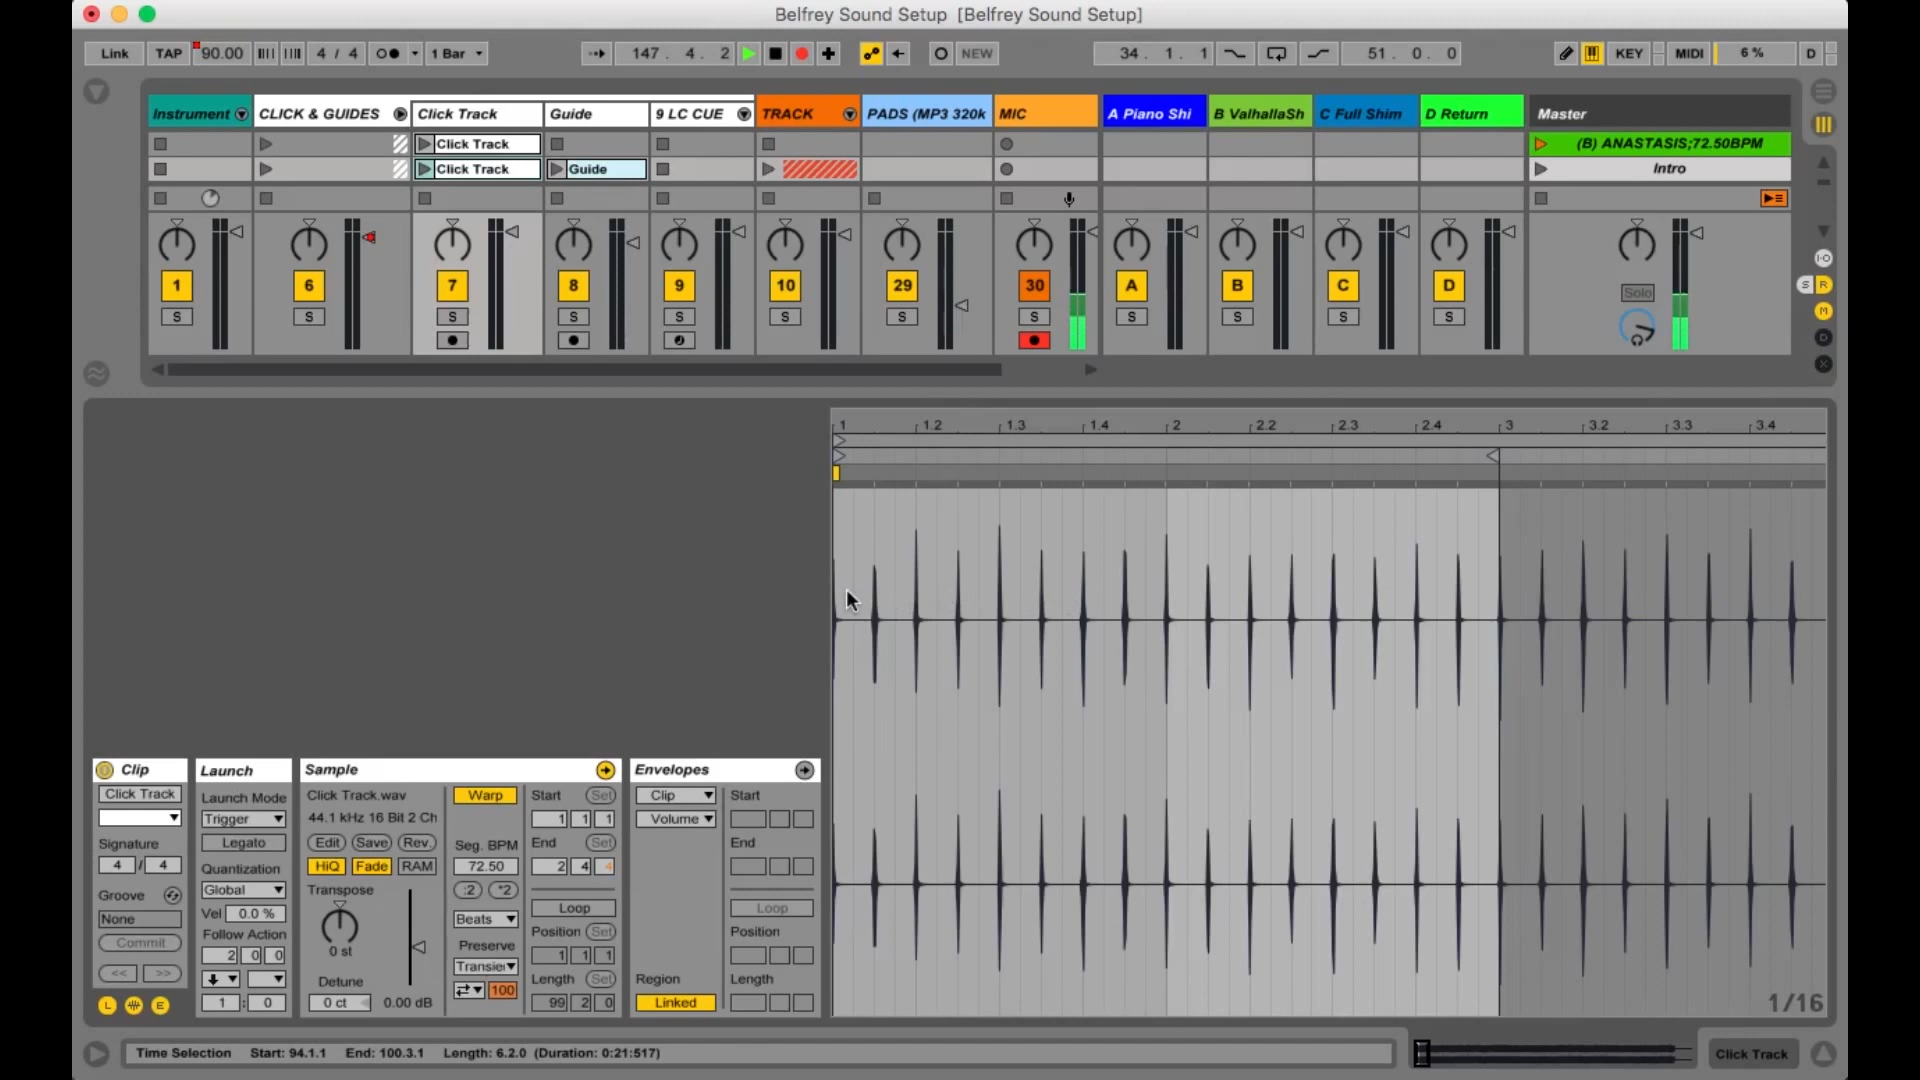 Belfrey Sound Setup [Belfrey Sound Setup]
Link TAP 90.00 4 / 4 1 Bar 147. 4. 2 NEW 34. 1. 1 51. 0. 0 KEY MIDI 6 % D
Instrument CLICK & GUIDES Click Track Guide 9 LC CUE TRACK PADS (MP3 320k MIC A Piano Shi B ValhallaSh C Full Shim D Return Master
Click Track (B) ANASTASIS;72.50BPM
Click Track Guide Intro
1 6 7 8 9 10 29 30 A B C D Solo
S S S S S S S S S S S S
S R
M
D
X
1 1.2 1.3 1.4 2 2.2 2.3 2.4 3 3.2 3.3 3.4
Clip Launch Sample Envelopes
Click Track
Signature
4 / 4
Groove
None
Commit
<< >>
L E
Launch Mode
Trigger
Legato
Quantization
Global
Vel 0.0 %
Follow Action
2 0 0
1 : 0
Click Track.wav
44.1 kHz 16 Bit 2 Ch
Edit Save Rev.
HiQ Fade RAM
Transpose
0 st
Detune
0 ct 0.00 dB
Warp
Seg. BPM
72.50
:2 *2
Beats
Preserve
Transier
100
Start Set
1 1 1
End Set
2 4 4
Loop
Position Set
1 1 1
Length Set
99 2 0
Clip
Volume
Region
Linked
Start
End
Loop
Position
Length
1/16
Time Selection Start: 94.1.1 End: 100.3.1 Length: 6.2.0 (Duration: 0:21:517)
Click Track